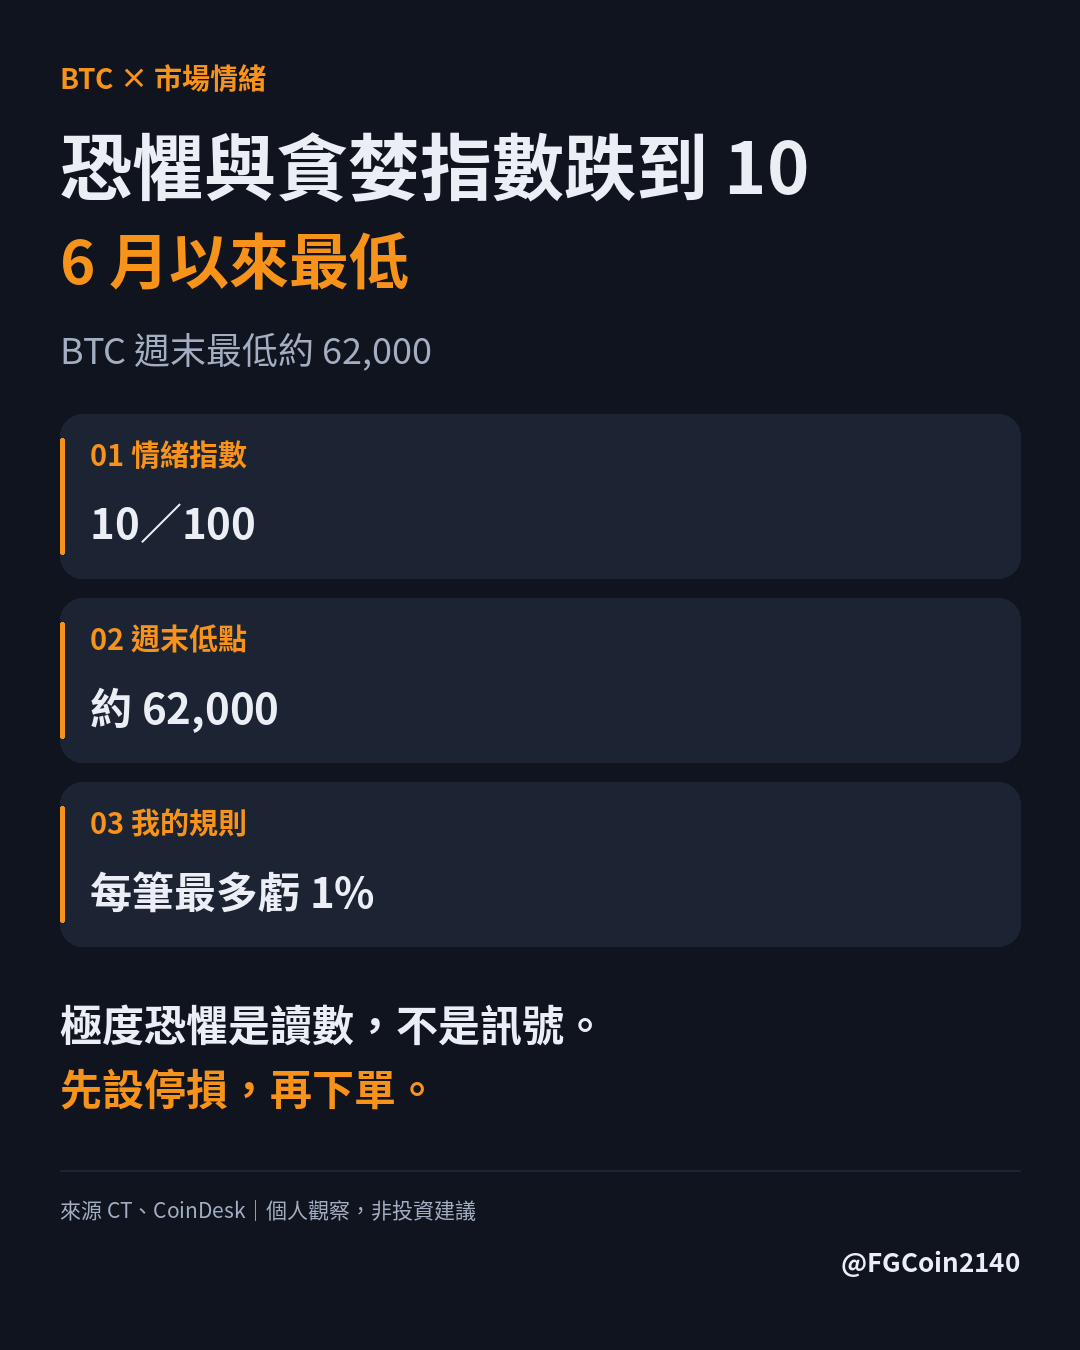 BTC × 市場情緒
恐懼與貪婪指數跌到 10
6 月以來最低
BTC 週末最低約 62,000
01 情緒指數
10／100
02 週末低點
約 62,000
03 我的規則
每筆最多虧 1%
極度恐懼是讀數，不是訊號。
先設停損，再下單。
來源 CT、CoinDesk｜個人觀察，非投資建議
@FGCoin2140